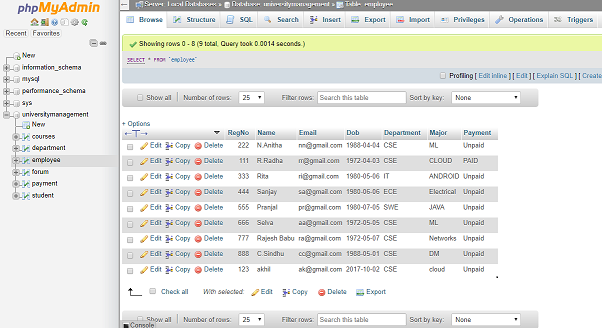 phpMyAdmin
Server: Local Databases » Database: universitymanagement » Table: employee
Browse Structure SQL Search Insert Export Import Privileges Operations Triggers
Recent Favorites
New
information_schema
mysql
performance_schema
sys
universitymanagement
New
courses
department
employee
forum
payment
student
Showing rows 0 - 8 (9 total, Query took 0.0014 seconds.)
SELECT * FROM `employee`
Profiling [ Edit inline ] [ Edit ] [ Explain SQL ] [ Create
Show all Number of rows: 25 Filter rows: Search this table Sort by key: None
+ Options
RegNo Name Email Dob Department Major Payment
Edit Copy Delete 222 N.Anitha nn@gmail.com 1988-04-04 CSE ML Unpaid
Edit Copy Delete 111 R.Radha rr@gmail.com 1972-04-03 CSE CLOUD PAID
Edit Copy Delete 333 Rita ri@gmail.com 1980-05-06 IT ANDROID Unpaid
Edit Copy Delete 444 Sanjay sa@gmail.com 1980-06-06 ECE Electrical Unpaid
Edit Copy Delete 555 Pranjal pr@gmail.com 1980-07-05 SWE JAVA Unpaid
Edit Copy Delete 666 Selva aa@gmail.com 1972-05-05 CSE ML Unpaid
Edit Copy Delete 777 Rajesh Babu ra@gmail.com 1972-05-07 CSE Networks Unpaid
Edit Copy Delete 888 C.Sindhu cc@gmail.com 1988-05-01 CSE DM Unpaid
Edit Copy Delete 123 akhil ak@gmail.com 2017-10-02 CSE cloud Unpaid
Check all With selected: Edit Copy Delete Export
Show all Number of rows: 25 Filter rows: Search this table Sort by key: None
Console